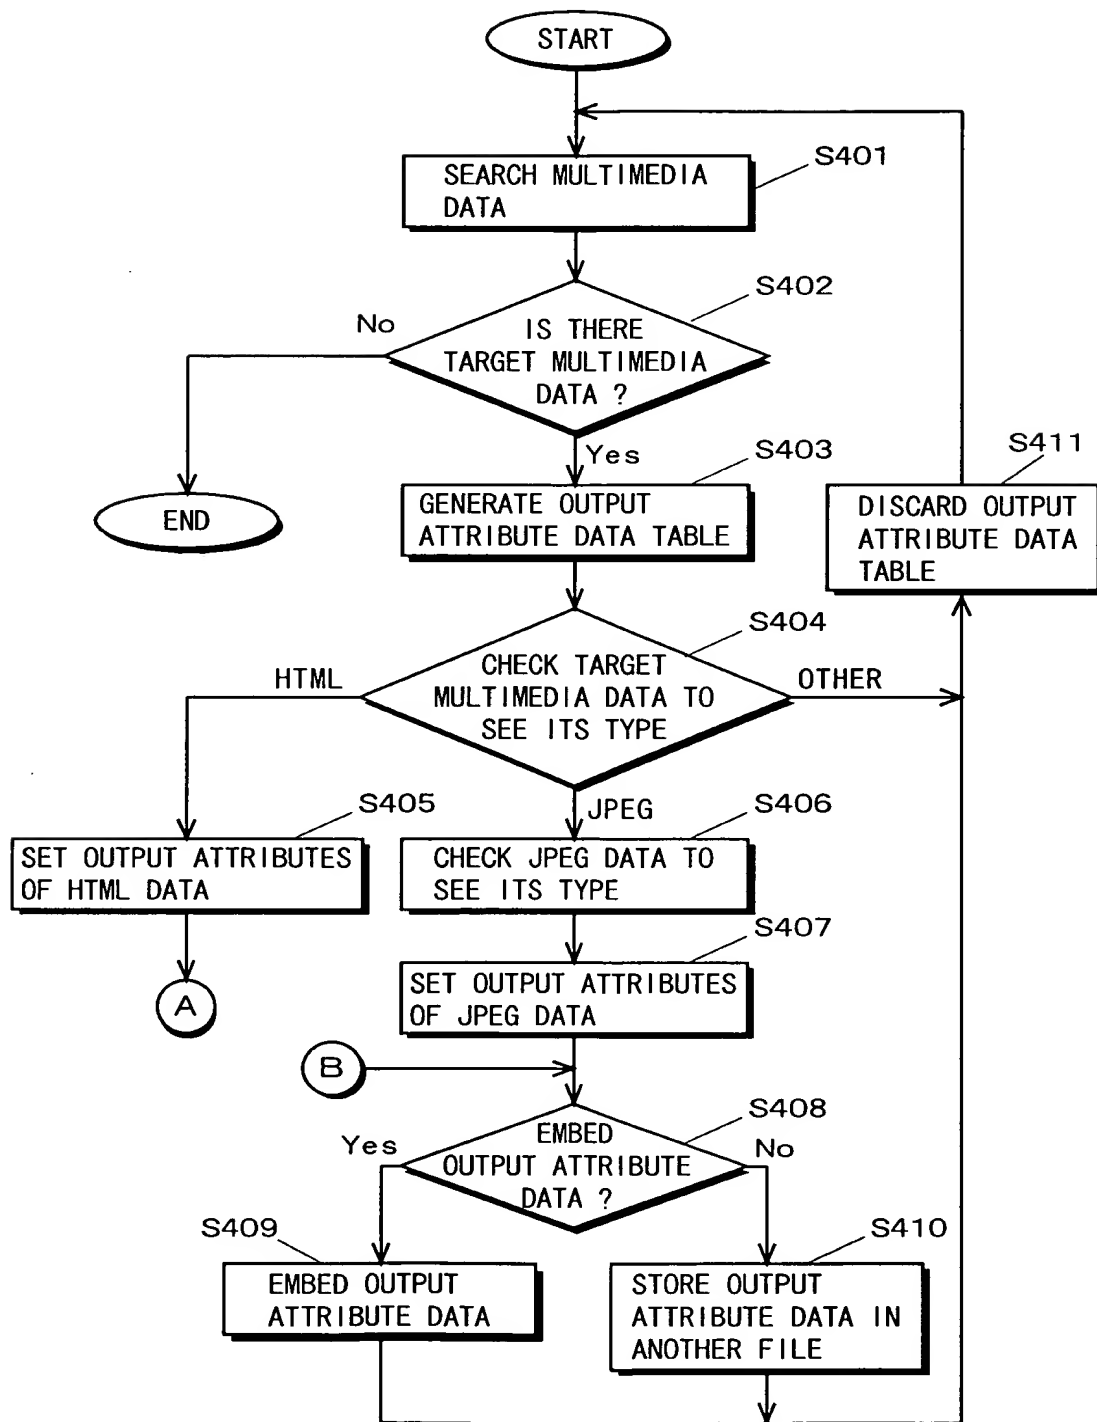 START
S401
SEARCH MULTIMEDIA
DATA
S402
No
IS THERE
TARGET MULTIMEDIA
DATA ?
Yes
S403
S411
GENERATE OUTPUT
ATTRIBUTE DATA TABLE
DISCARD OUTPUT
ATTRIBUTE DATA
TABLE
END
S404
HTML
CHECK TARGET
MULTIMEDIA DATA TO
SEE ITS TYPE
OTHER
S405
JPEG
S406
SET OUTPUT ATTRIBUTES
OF HTML DATA
CHECK JPEG DATA TO
SEE ITS TYPE
S407
A
SET OUTPUT ATTRIBUTES
OF JPEG DATA
B
S408
Yes
EMBED
OUTPUT ATTRIBUTE
DATA ?
No
S409
S410
EMBED OUTPUT
ATTRIBUTE DATA
STORE OUTPUT
ATTRIBUTE DATA IN
ANOTHER FILE